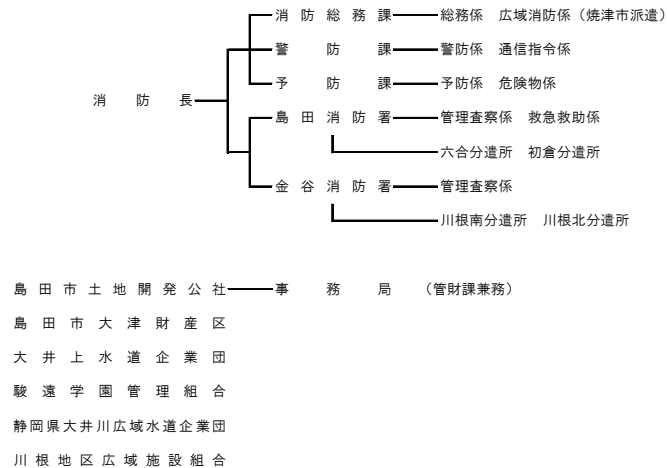 消防総務課 総務係 広域消防係(焼津市派遣)
警防課 警防係 通信指令係
予防課 予防係 危険物係
消防長
島田消防署 管理査察係 救急救助係
六合分遣所 初倉分遣所
金谷消防署 管理査察係
川根南分遣所 川根北分遣所
島田市土地開発公社 事務局 (管財課兼務)
島田市大津財産区
大井上水道企業団
駿遠学園管理組合
静岡県大井川広域水道企業団
川根地区広域施設組合